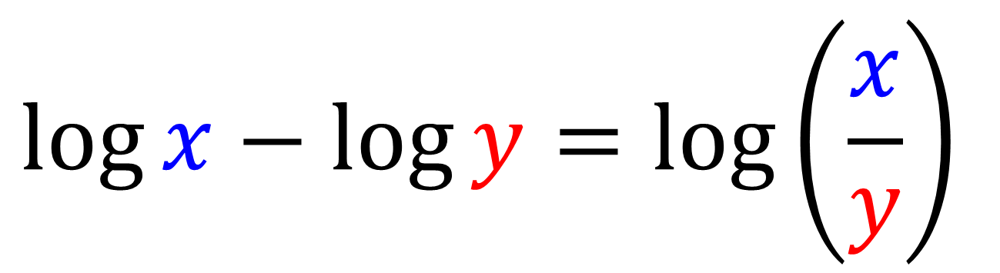 log x − log y = log(x/y)